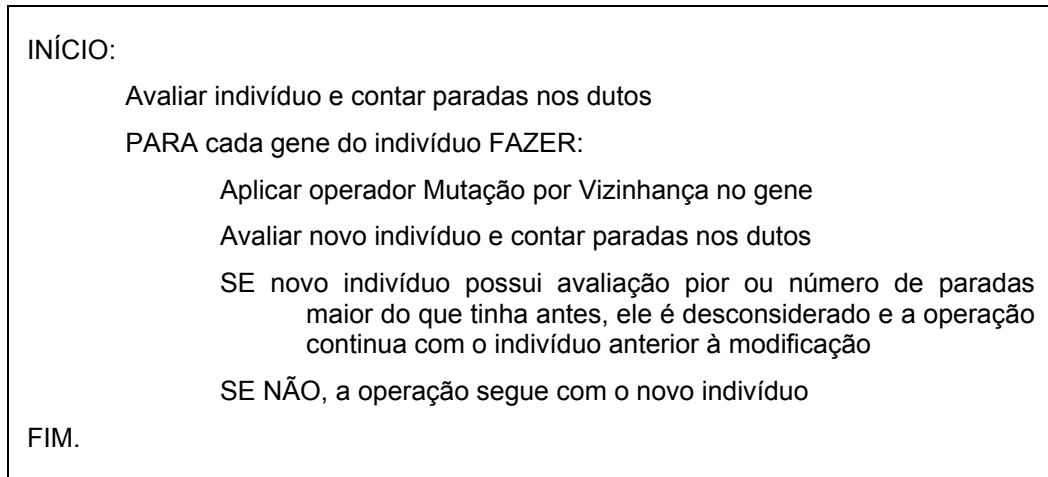 INÍCIO:
Avaliar indivíduo e contar paradas nos dutos
PARA cada gene do indivíduo FAZER:
Aplicar operador Mutação por Vizinhança no gene
Avaliar novo indivíduo e contar paradas nos dutos
SE novo indivíduo possui avaliação pior ou número de paradas
maior do que tinha antes, ele é desconsiderado e a operação
continua com o indivíduo anterior à modificação
SE NÃO, a operação segue com o novo indivíduo
FIM.